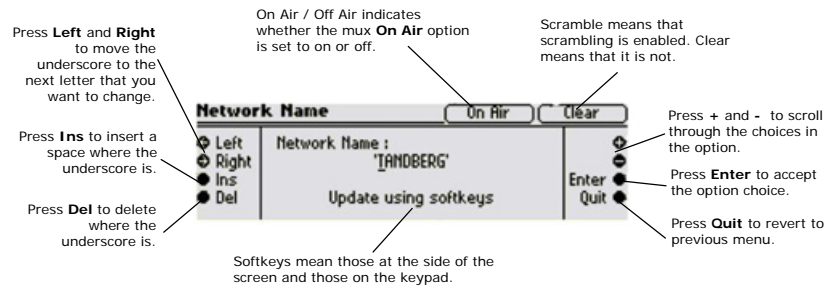 On Air / Off Air indicates
whether the mux On Air option
is set to on or off.
Scramble means that
scrambling is enabled. Clear
means that it is not.
Press Left and Right
to move the
underscore to the
next letter that you
want to change.
Press Ins to insert a
space where the
underscore is.
Press Del to delete
where the
underscore is.
Network Name
On Air
Clear
Left
Right
Ins
Del
Network Name :
'TANDBERG'
Update using softkeys
+
-
Enter
Quit
Press + and - to scroll
through the choices in
the option.
Press Enter to accept
the option choice.
Press Quit to revert to
previous menu.
Softkeys mean those at the side of the
screen and those on the keypad.